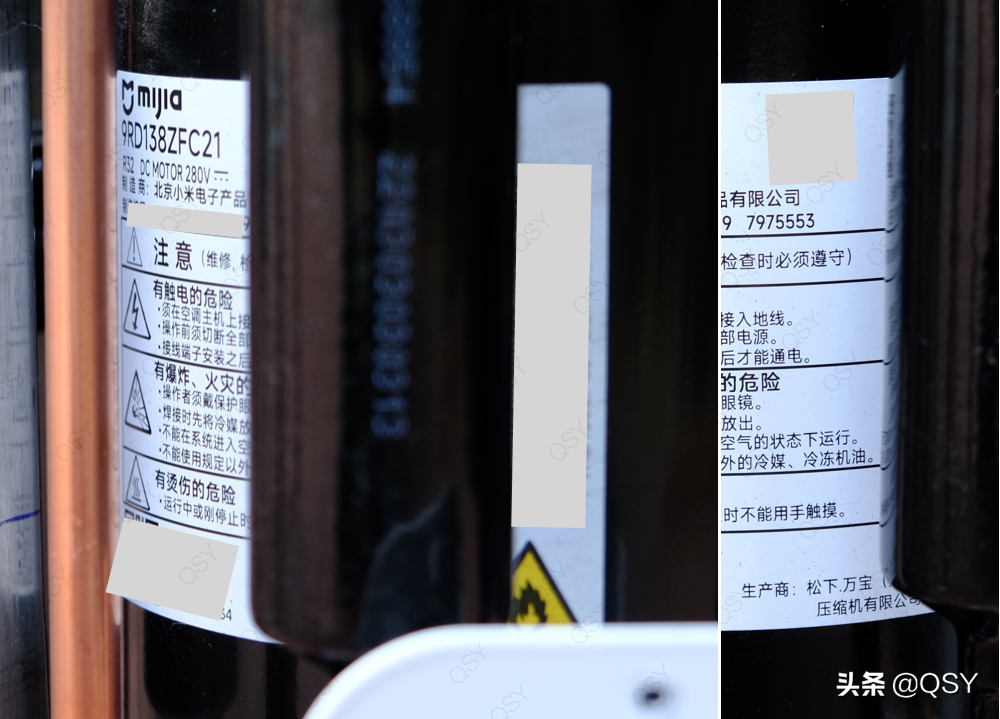 mijia
9RD138ZFC21
R32 DC MOTOR 280V
制造商：北京小米电子产品
注意（维修，检
有触电的危险
·须在空调主机上接
·操作前须切断全部
·接线端子安装之后
有爆炸、火灾的
·操作者须戴保护眼
·焊接时先将冷媒放
·不能在系统进入空
·不能使用规定以外
有烫伤的危险
·运行中或刚停止时
64
品有限公司
9 7975553
检查时必须遵守）
接入地线。
部电源。
后才能通电。
的危险
眼镜。
放出。
空气的状态下运行。
外的冷媒、冷冻机油。
时不能用手触摸。
生产商：松下.万宝（
压缩机有限公司
头条 @QSY